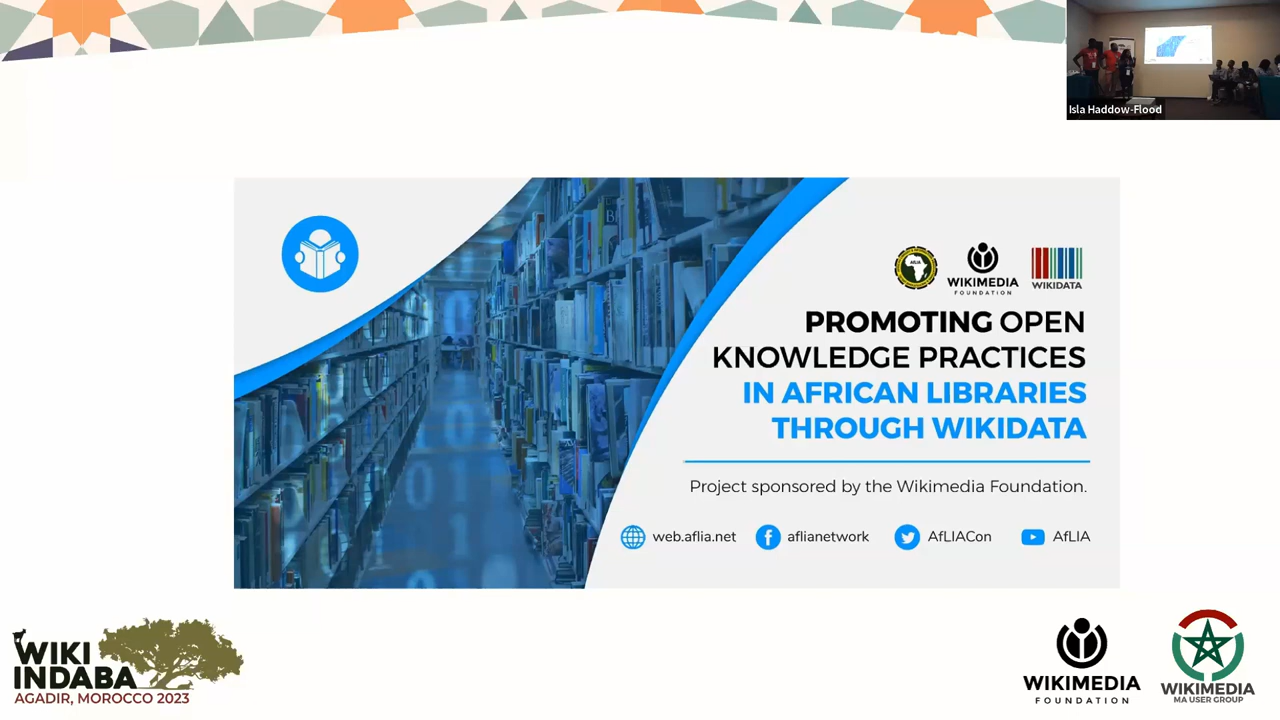 Isla Haddow-Flood
WIKIMEDIA
FOUNDATION
WIKIDATA
PROMOTING OPEN
KNOWLEDGE PRACTICES
IN AFRICAN LIBRARIES
THROUGH WIKIDATA
Project sponsored by the Wikimedia Foundation.
web.aflia.net
aflianetwork
AfLIACon
AfLIA
WIKI
INDABA
AGADIR, MOROCCO 2023
WIKIMEDIA
FOUNDATION
WIKIMEDIA
MA USER GROUP